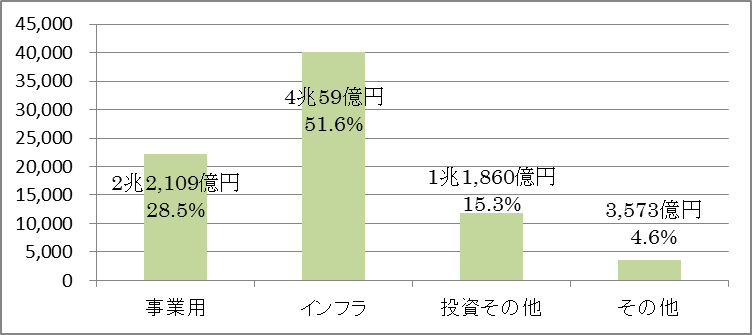 45,000
40,000
35,000
30,000
25,000
20,000
15,000
10,000
5,000
0
2兆2,109億円
28.5%
4兆59億円
51.6%
1兆1,860億円
15.3%
3,573億円
4.6%
事業用
インフラ
投資その他
その他